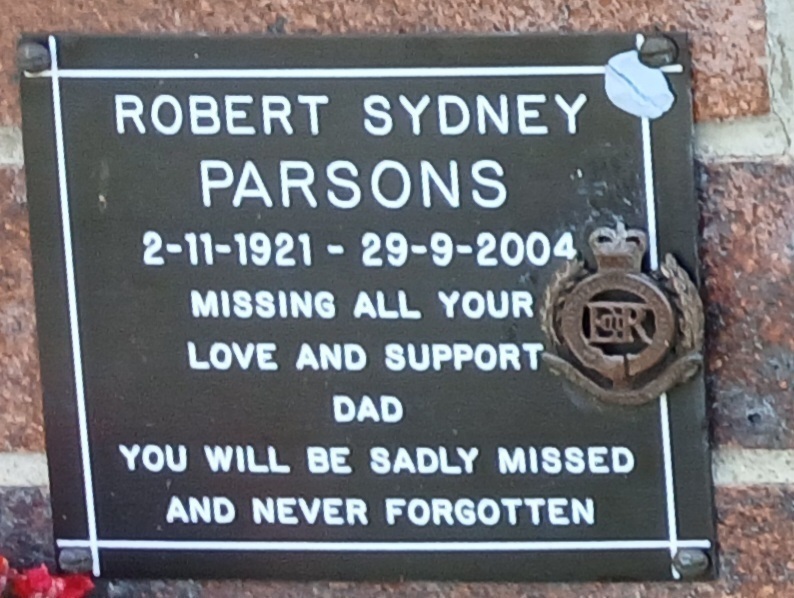 ROBERT SYDNEY
PARSONS
2-11-1921 - 29-9-2004
MISSING ALL YOUR
LOVE AND SUPPORT
DAD
YOU WILL BE SADLY MISSED
AND NEVER FORGOTTEN
EIIR